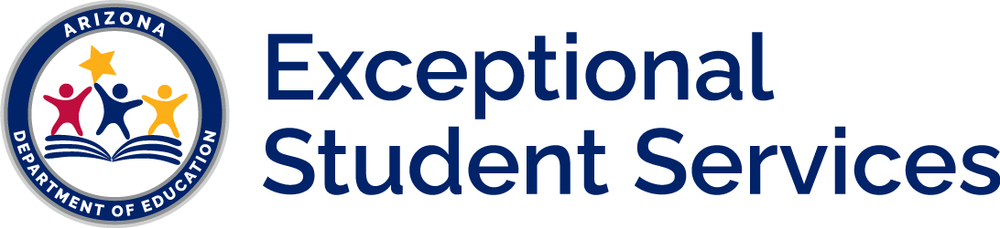 ARIZONA
DEPARTMENT OF EDUCATION
Exceptional
Student Services